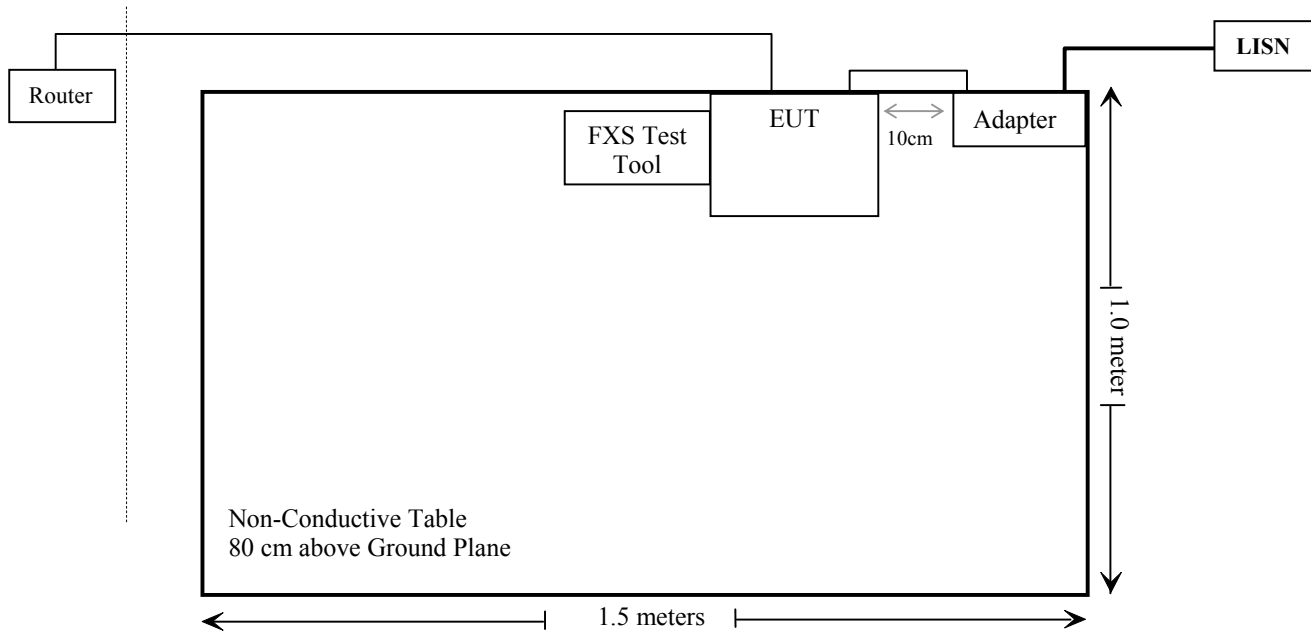 LISN
Router
EUT
Adapter
10cm
FXS Test
Tool
1.0 meter
Non-Conductive Table
80 cm above Ground Plane
1.5 meters